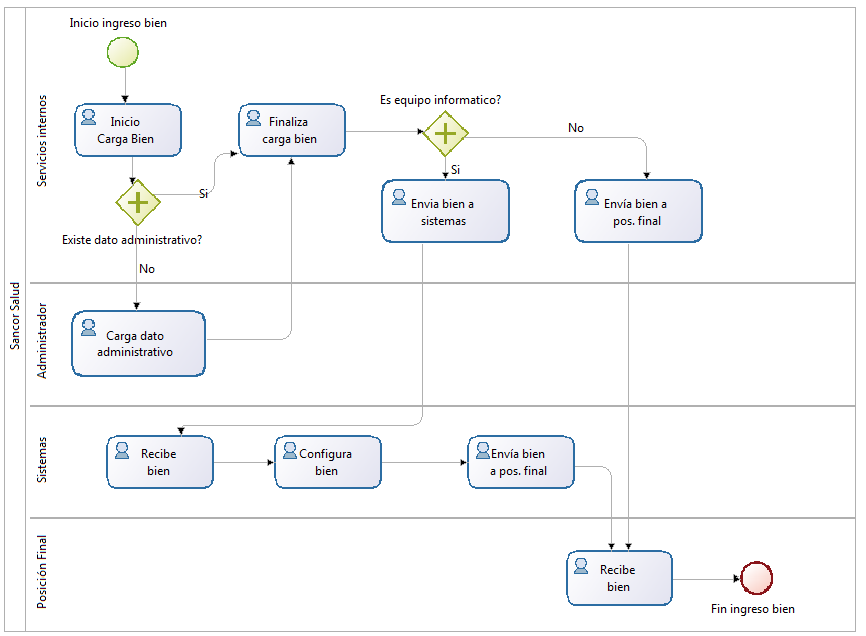 Sancor Salud
Servicios internos
Inicio ingreso bien
Inicio
Carga Bien
Existe dato administrativo?
Si
No
Finaliza
carga bien
Es equipo informatico?
Si
No
Envia bien a
sistemas
Envía bien a
pos. final
Administrador
Carga dato
administrativo
Sistemas
Recibe
bien
Configura
bien
Envía bien
a pos. final
Posición Final
Recibe
bien
Fin ingreso bien